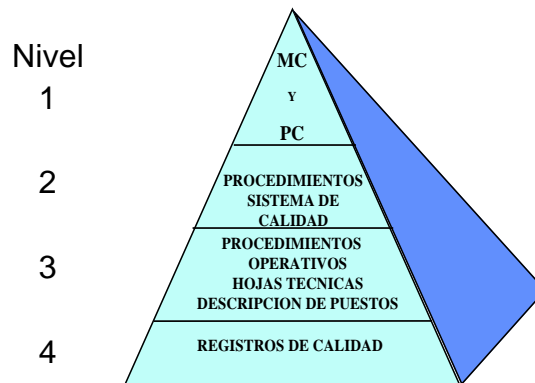 Nivel
1
MC
Y
PC
2
PROCEDIMIENTOS
SISTEMA DE
CALIDAD
3
PROCEDIMIENTOS
OPERATIVOS
HOJAS TECNICAS
DESCRIPCION DE PUESTOS
4
REGISTROS DE CALIDAD